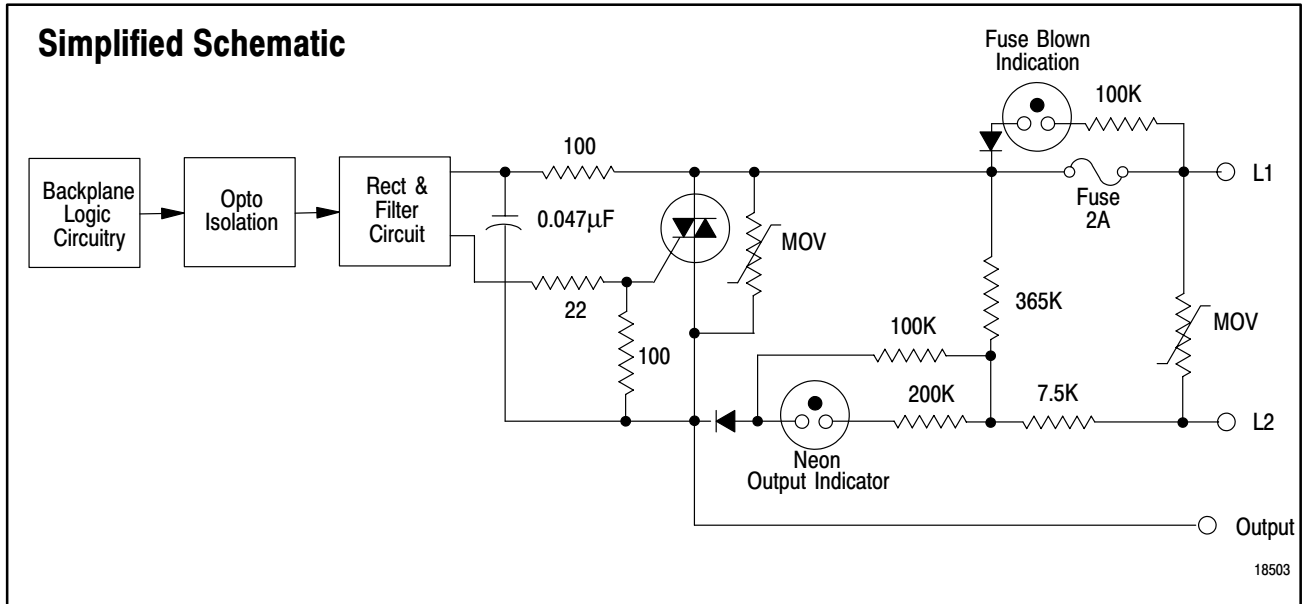 Simplified Schematic
Fuse Blown
Indication
100K
100
Backplane
Logic
Circuitry
Opto
Isolation
Rect &
Filter
Circuit
0.047µF
MOV
Fuse
2A
L1
22
100
365K
MOV
100K
200K
7.5K
L2
Neon
Output Indicator
Output
18503